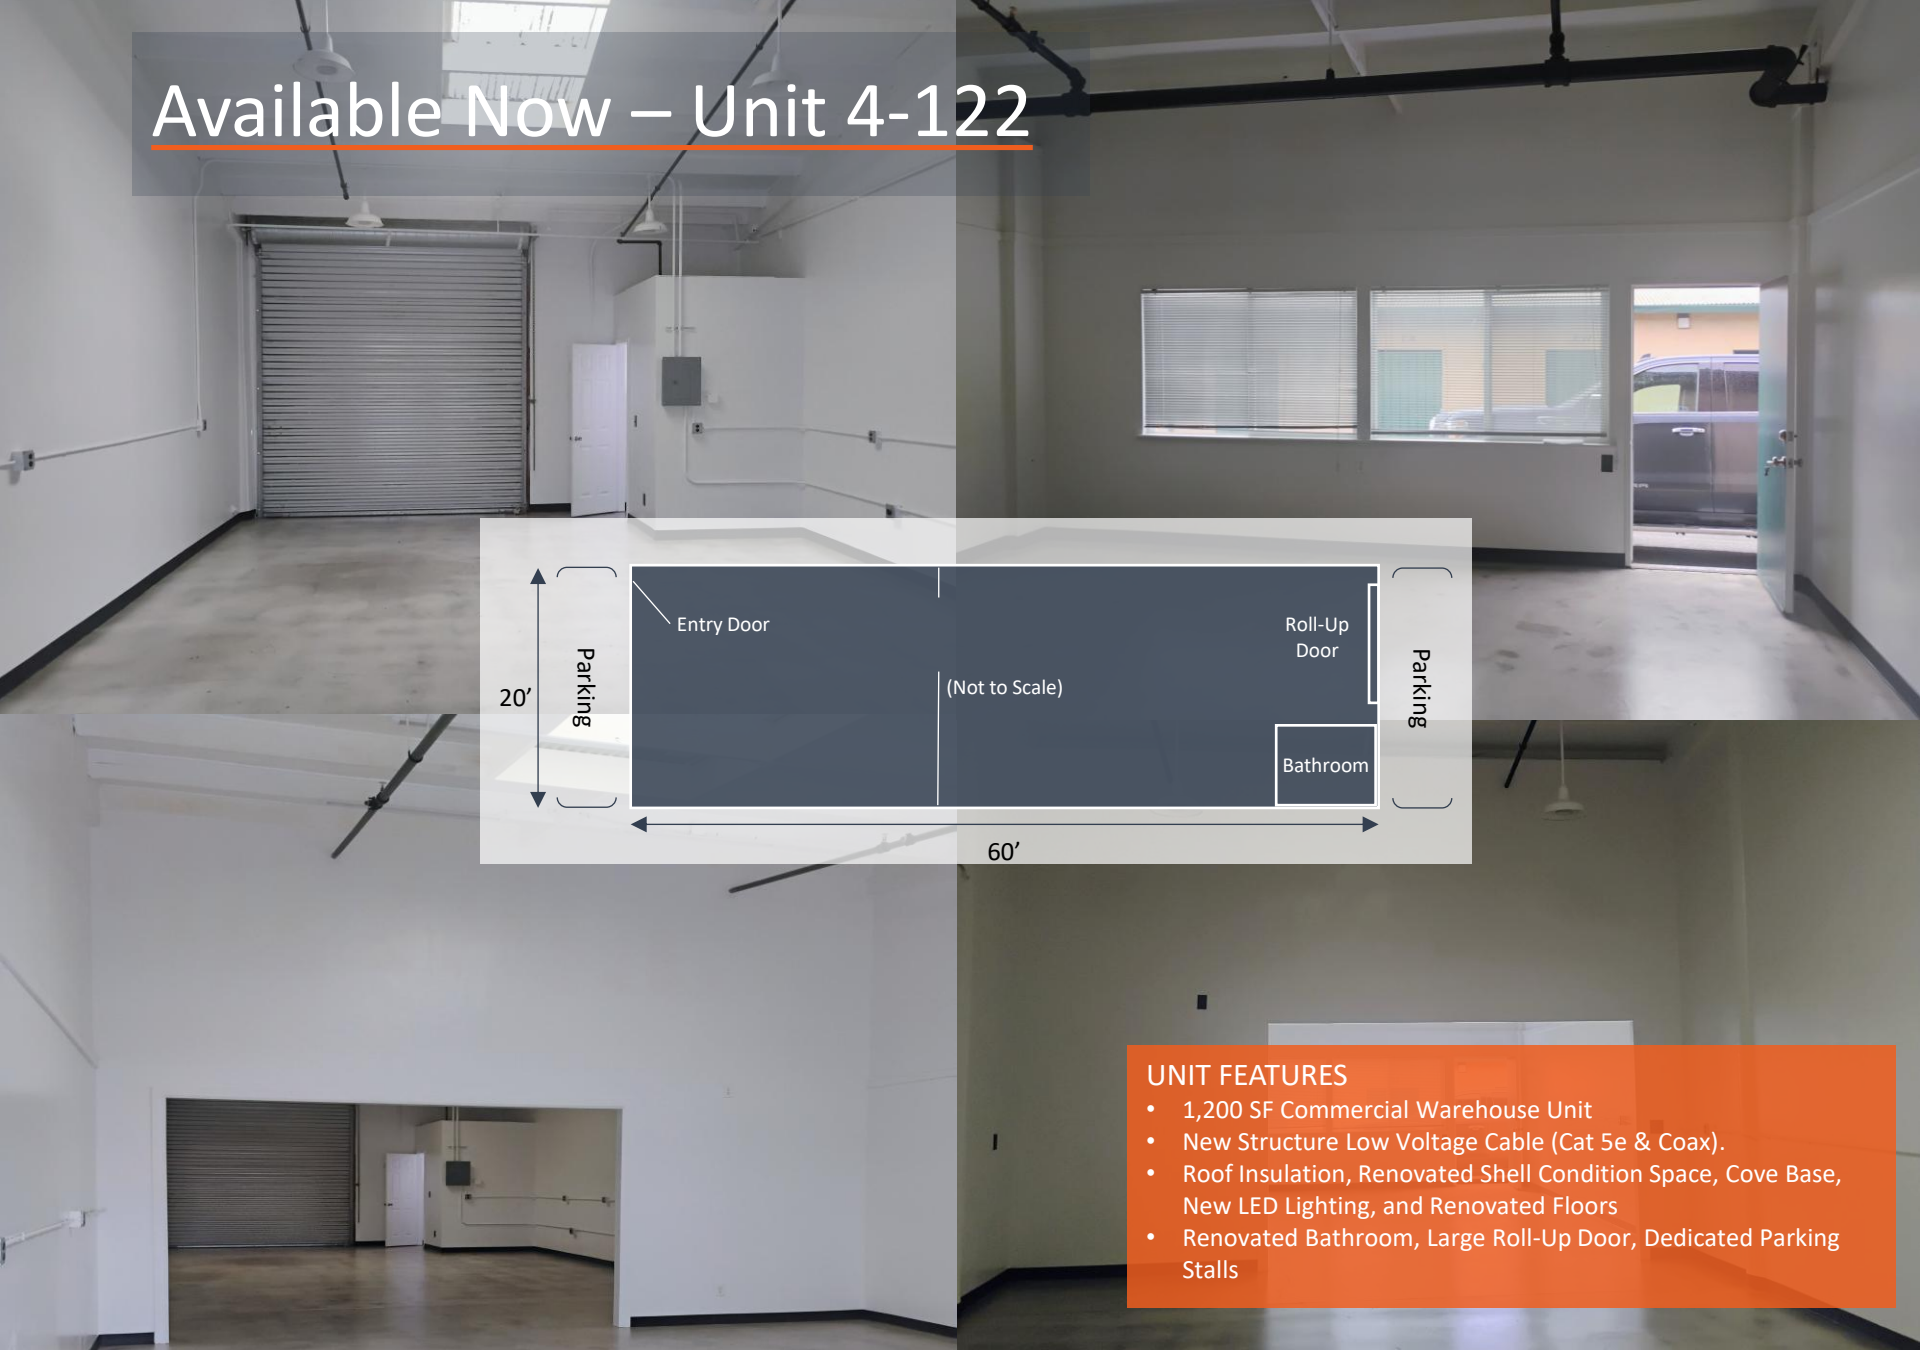 Available Now – Unit 4-122
Entry Door
Roll-Up
Door
Parking
20’
(Not to Scale)
Parking
Bathroom
60’
UNIT FEATURES
• 1,200 SF Commercial Warehouse Unit
• New Structure Low Voltage Cable (Cat 5e & Coax).
• Roof Insulation, Renovated Shell Condition Space, Cove Base,
New LED Lighting, and Renovated Floors
• Renovated Bathroom, Large Roll-Up Door, Dedicated Parking
Stalls